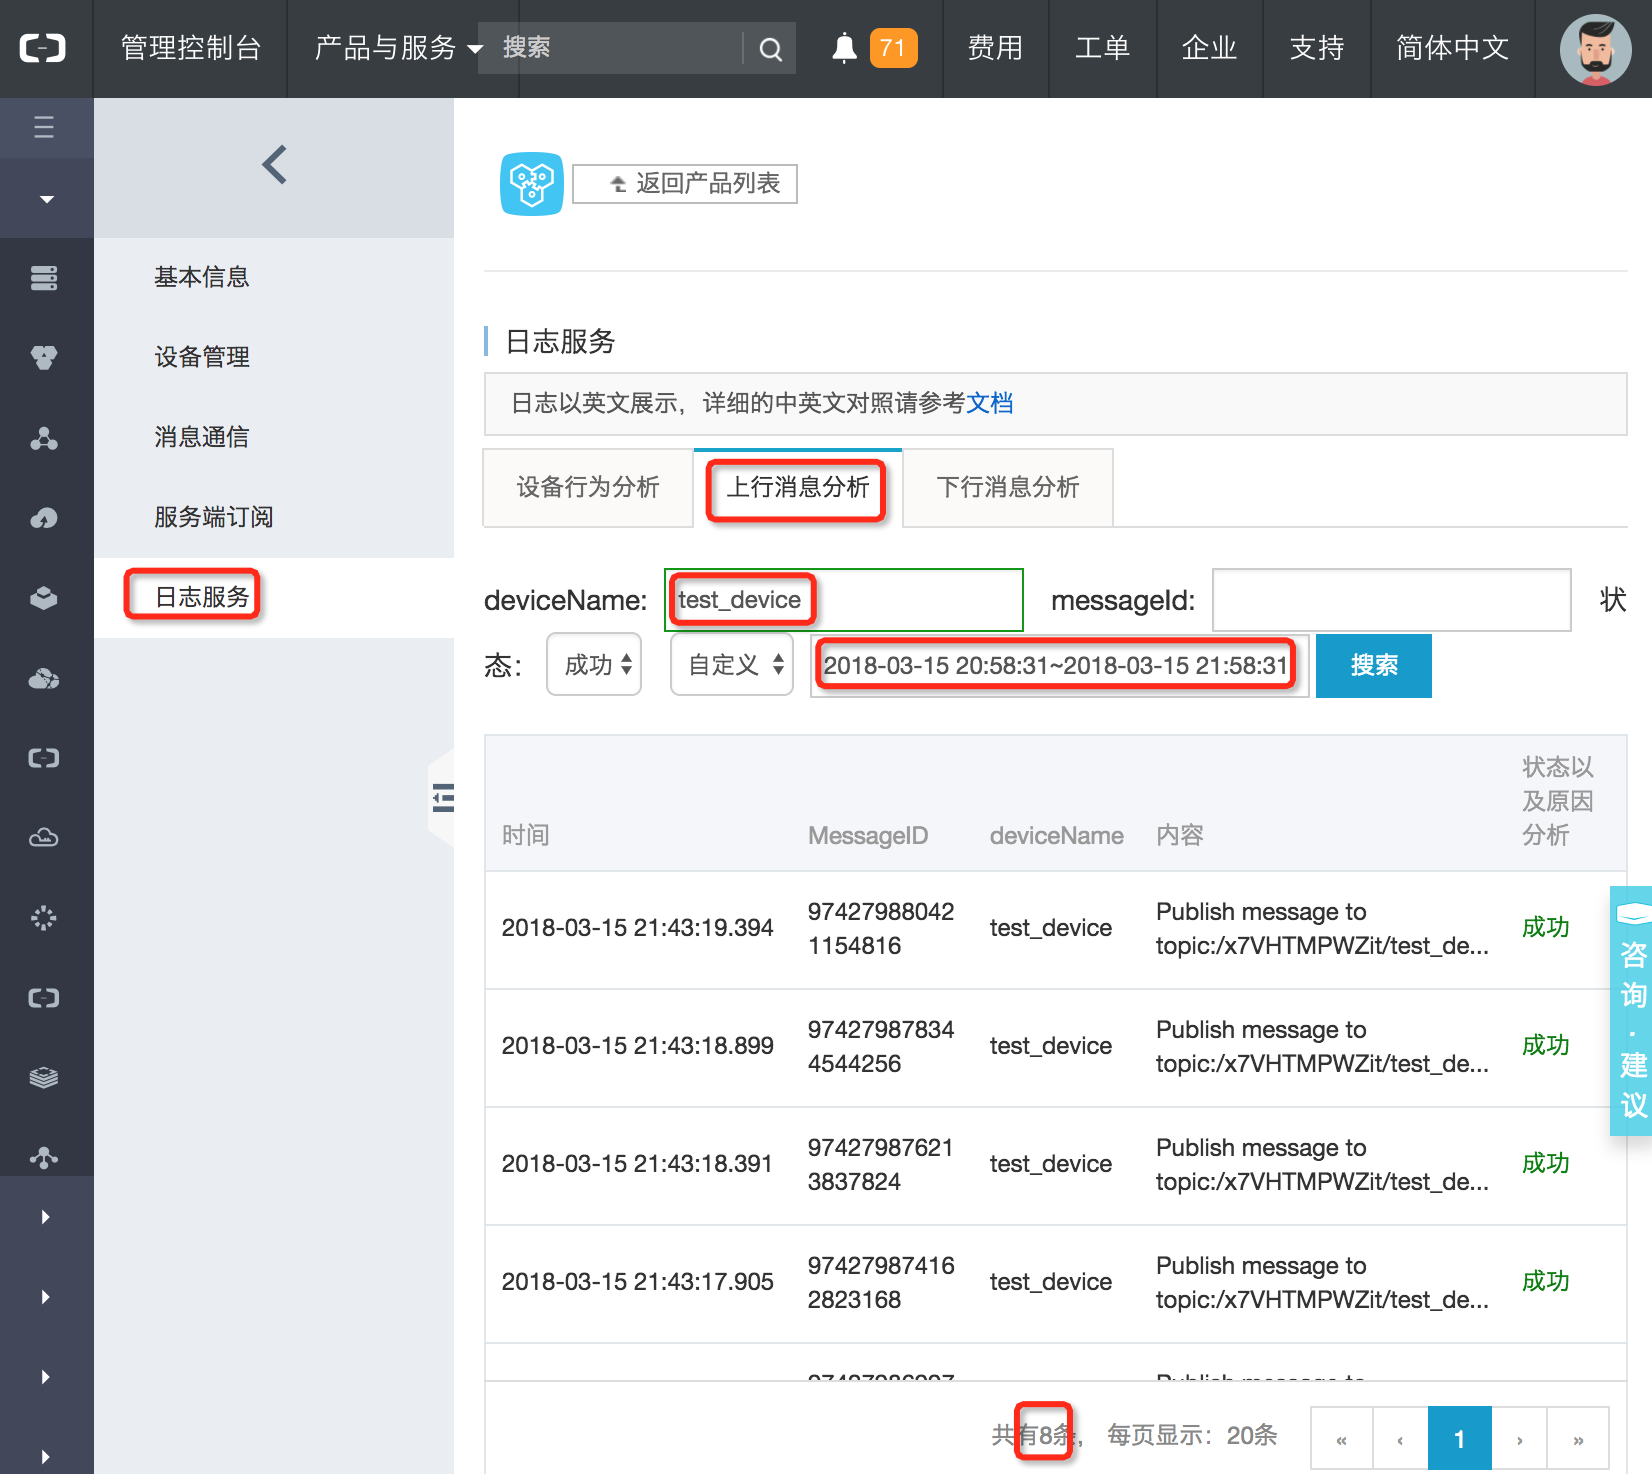 管理控制台 产品与服务 搜索 71 费用 工单 企业 支持 简体中文
返回产品列表
基本信息
设备管理
消息通信
服务端订阅
日志服务
日志服务
日志以英文展示，详细的中英文对照请参考文档
设备行为分析 上行消息分析 下行消息分析
deviceName: test_device messageId: 状
态： 成功 自定义 2018-03-15 20:58:31~2018-03-15 21:58:31 搜索
时间 MessageID deviceName 内容 状态以
及原因
分析
2018-03-15 21:43:19.394 97427988042
1154816 test_device Publish message to
topic:/x7VHTMPWZit/test_de... 成功
2018-03-15 21:43:18.899 97427987834
4544256 test_device Publish message to
topic:/x7VHTMPWZit/test_de... 成功
2018-03-15 21:43:18.391 97427987621
3837824 test_device Publish message to
topic:/x7VHTMPWZit/test_de... 成功
2018-03-15 21:43:17.905 97427987416
2823168 test_device Publish message to
topic:/x7VHTMPWZit/test_de... 成功
共有8条， 每页显示：20条 « ‹ 1 › »
咨
询
·
建
议